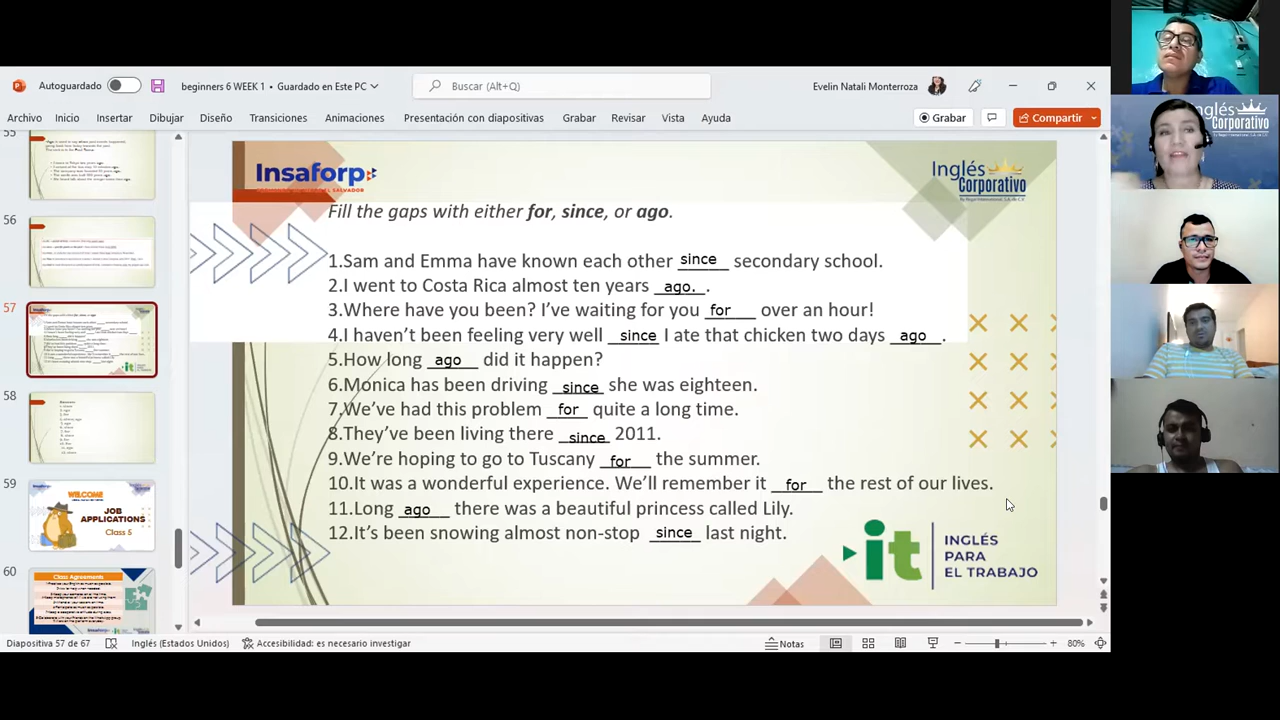 Autoguardado
beginners 6 WEEK 1 • Guardado en Este PC
Buscar (Alt+Q)
Evelin Natali Monterroza
Archivo Inicio Insertar Dibujar Diseño Transiciones Animaciones Presentación con diapositivas Grabar Revisar Vista Ayuda
Grabar
Compartir
55
56
57
58
59
WELCOME
JOB
APPLICATIONS
Class 5
60
Class Agreements
Insaforp
Inglés
Corporativo
Fill the gaps with either for, since, or ago.
1.Sam and Emma have known each other since secondary school.
2.I went to Costa Rica almost ten years ago. .
3.Where have you been? I've waiting for you for over an hour!
4.I haven't been feeling very well since I ate that chicken two days ago .
5.How long ago did it happen?
6.Monica has been driving since she was eighteen.
7.We've had this problem for quite a long time.
8.They've been living there since 2011.
9.We're hoping to go to Tuscany for the summer.
10.It was a wonderful experience. We'll remember it for the rest of our lives.
11.Long ago there was a beautiful princess called Lily.
12.It's been snowing almost non-stop since last night.
it
INGLÉS
PARA
EL TRABAJO
Diapositiva 57 de 67
Inglés (Estados Unidos)
Accesibilidad: es necesario investigar
Notas
80%
Inglés
Corporativo